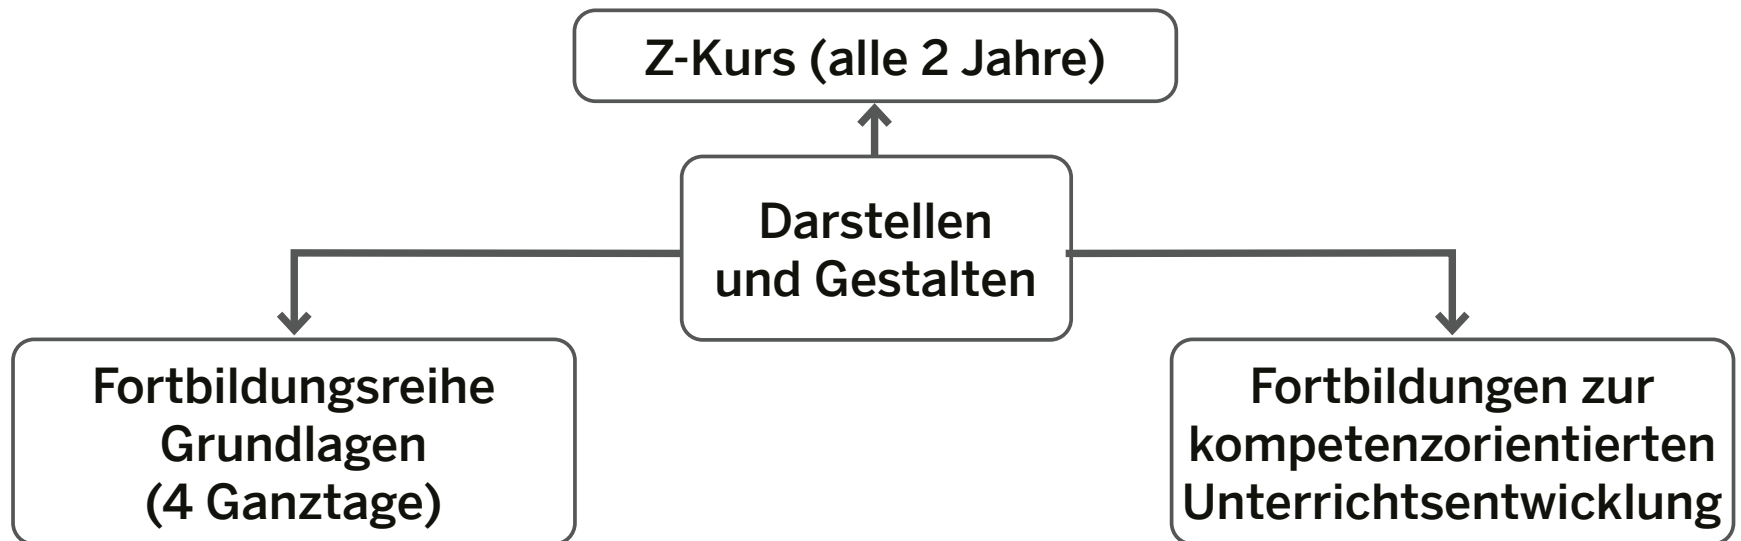 Z-Kurs (alle 2 Jahre)
Darstellen
und Gestalten
Fortbildungsreihe
Grundlagen
(4 Ganztage)
Fortbildungen zur
kompetenzorientierten
Unterrichtsentwicklung